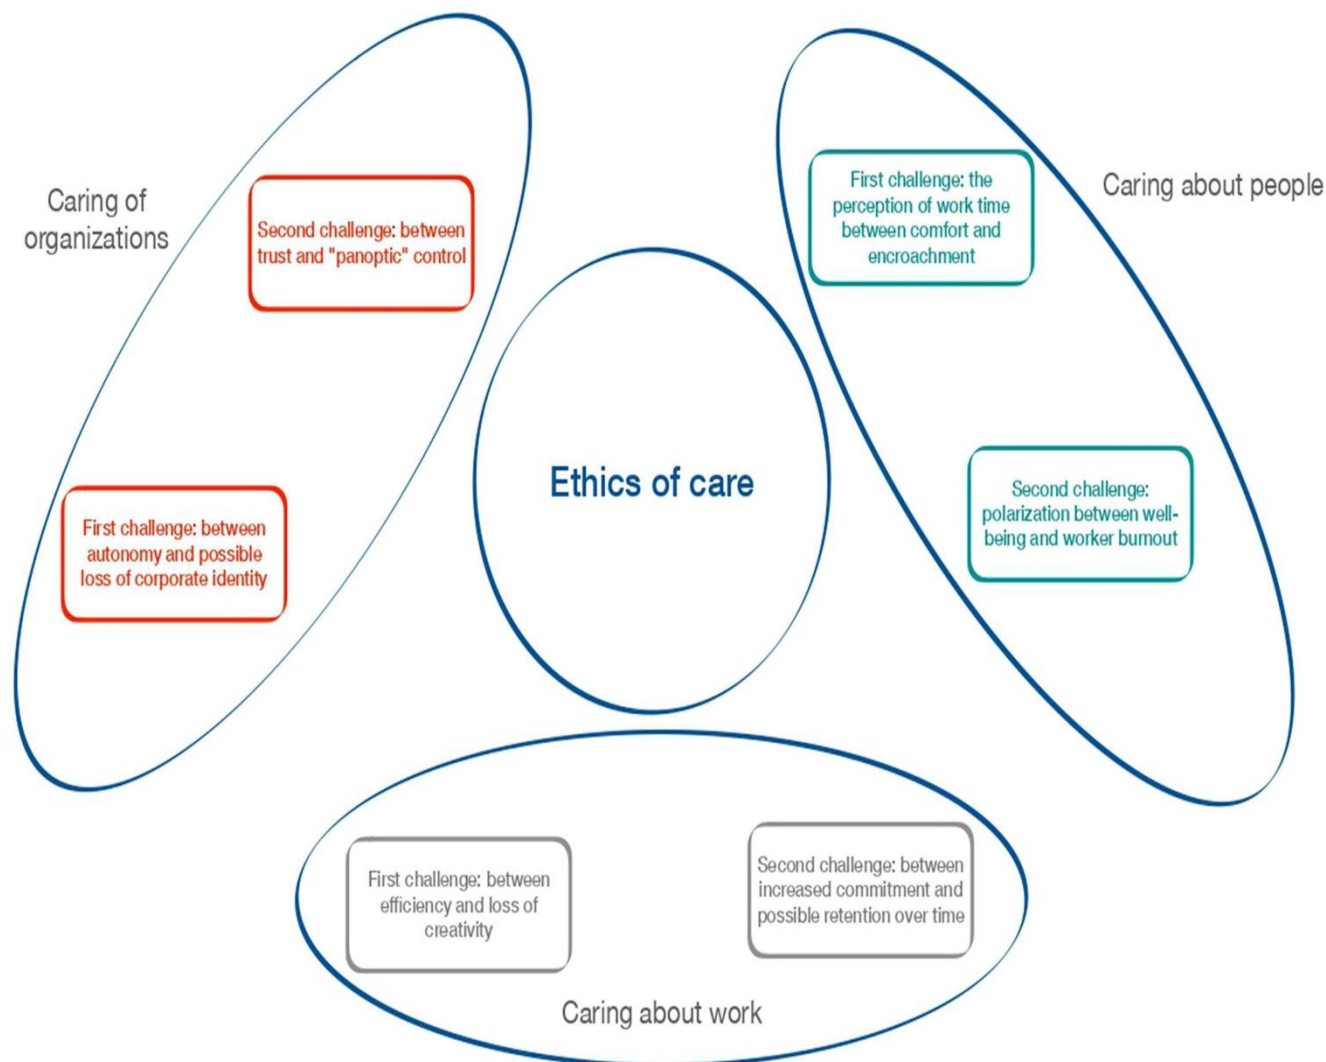 Caring of
organizations
Second challenge: between
trust and "panoptic" control
First challenge: between
autonomy and possible
loss of corporate identity
Ethics of care
First challenge: the
perception of work time
between comfort and
encroachment
Caring about people
Second challenge:
polarization between well-
being and worker burnout
First challenge: between
efficiency and loss of
creativity
Second challenge: between
increased commitment and
possible retention over time
Caring about work